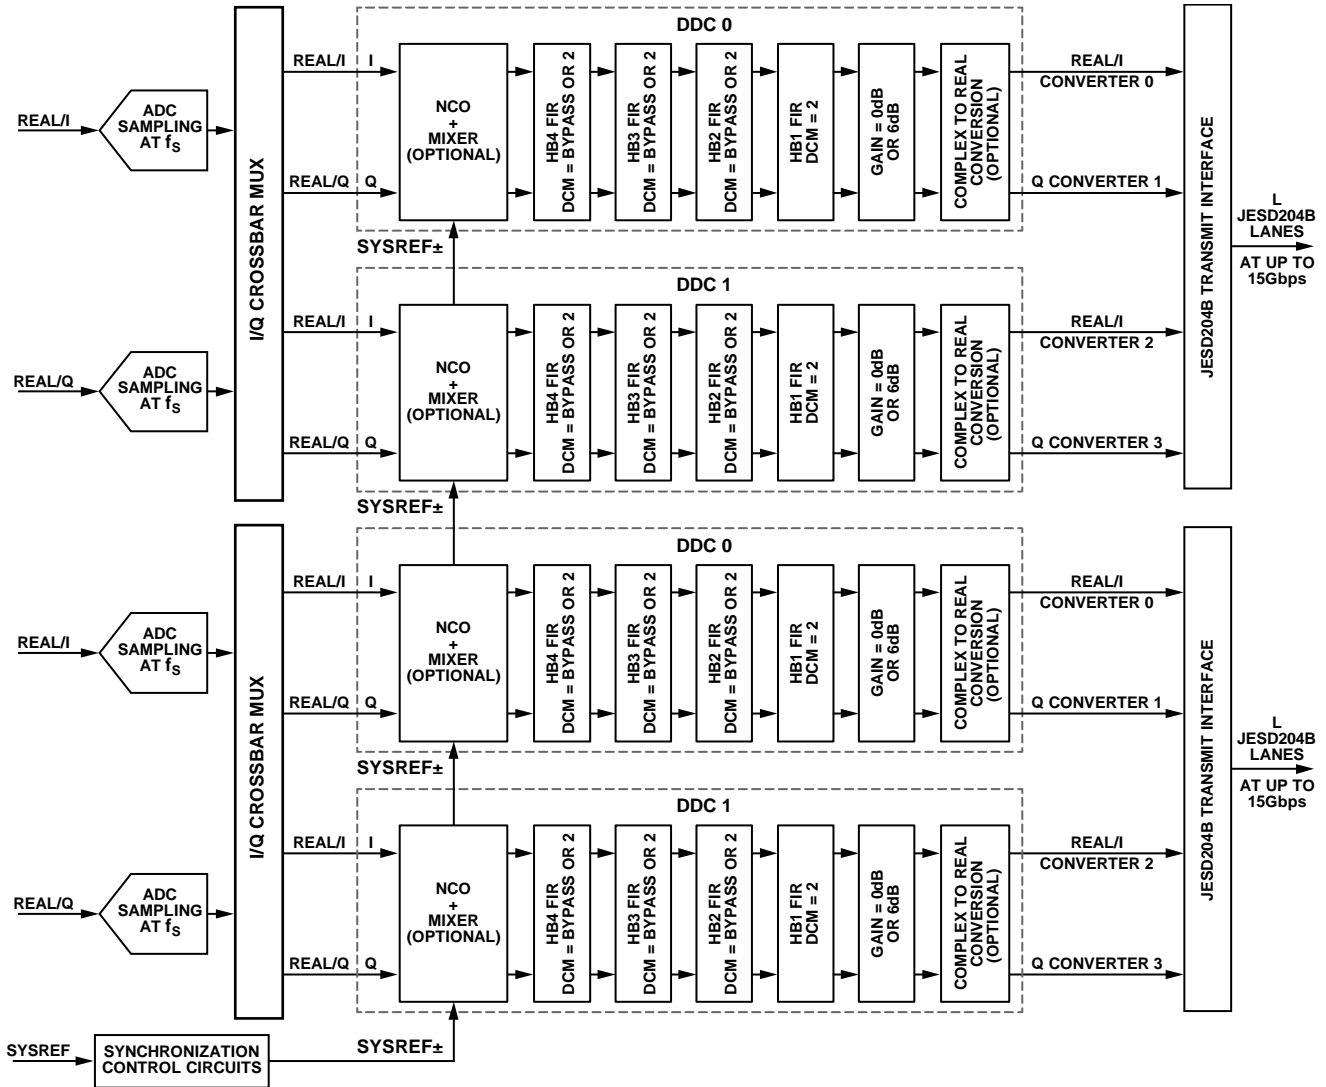 DDC 0
REAL/I
ADC
SAMPLING
AT fS
I/Q CROSSBAR MUX
REAL/I I
REAL/Q Q
NCO
+
MIXER
(OPTIONAL)
HB4 FIR
DCM = BYPASS OR 2
HB3 FIR
DCM = BYPASS OR 2
HB2 FIR
DCM = BYPASS OR 2
HB1 FIR
DCM = 2
GAIN = 0dB
OR 6dB
COMPLEX TO REAL
CONVERSION
(OPTIONAL)
REAL/I
CONVERTER 0
Q CONVERTER 1
JESD204B TRANSMIT INTERFACE
L
JESD204B
LANES
AT UP TO
15Gbps
SYSREF±
DDC 1
REAL/Q
ADC
SAMPLING
AT fS
REAL/I I
REAL/Q Q
NCO
+
MIXER
(OPTIONAL)
HB4 FIR
DCM = BYPASS OR 2
HB3 FIR
DCM = BYPASS OR 2
HB2 FIR
DCM = BYPASS OR 2
HB1 FIR
DCM = 2
GAIN = 0dB
OR 6dB
COMPLEX TO REAL
CONVERSION
(OPTIONAL)
REAL/I
CONVERTER 2
Q CONVERTER 3
SYSREF±
DDC 0
REAL/I
ADC
SAMPLING
AT fS
I/Q CROSSBAR MUX
REAL/I I
REAL/Q Q
NCO
+
MIXER
(OPTIONAL)
HB4 FIR
DCM = BYPASS OR 2
HB3 FIR
DCM = BYPASS OR 2
HB2 FIR
DCM = BYPASS OR 2
HB1 FIR
DCM = 2
GAIN = 0dB
OR 6dB
COMPLEX TO REAL
CONVERSION
(OPTIONAL)
REAL/I
CONVERTER 0
Q CONVERTER 1
JESD204B TRANSMIT INTERFACE
L
JESD204B
LANES
AT UP TO
15Gbps
SYSREF±
DDC 1
REAL/Q
ADC
SAMPLING
AT fS
REAL/I I
REAL/Q Q
NCO
+
MIXER
(OPTIONAL)
HB4 FIR
DCM = BYPASS OR 2
HB3 FIR
DCM = BYPASS OR 2
HB2 FIR
DCM = BYPASS OR 2
HB1 FIR
DCM = 2
GAIN = 0dB
OR 6dB
COMPLEX TO REAL
CONVERSION
(OPTIONAL)
REAL/I
CONVERTER 2
Q CONVERTER 3
SYSREF
SYNCHRONIZATION
CONTROL CIRCUITS
SYSREF±